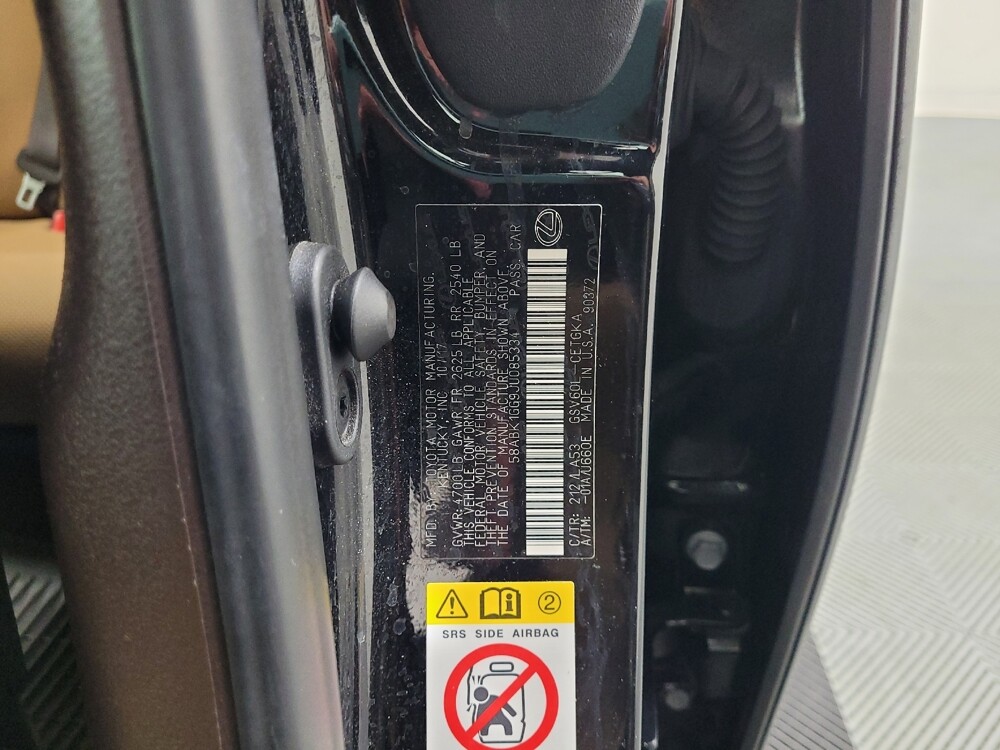 MFD. BY: TOYOTA MOTOR MANUFACTURING.
KENTUCKY, INC 10/17
GVWR: 4700LB GAWR FR 2625 LB RR 2540 LB
THIS VEHICLE CONFORMS TO ALL APPLICABLE
FEDERAL MOTOR VEHICLE SAFETY, BUMPER, AND
THEFT PREVENTION STANDARDS IN EFFECT ON
THE DATE OF MANUFACTURE SHOWN ABOVE.
58ABK1GG9JU085334 PASS. CAR
C/TR: 212/LA53 GSV60L-CETGKA
A/TM: -01A/U660E MADE IN U.S.A. 90372
2
SRS SIDE AIRBAG